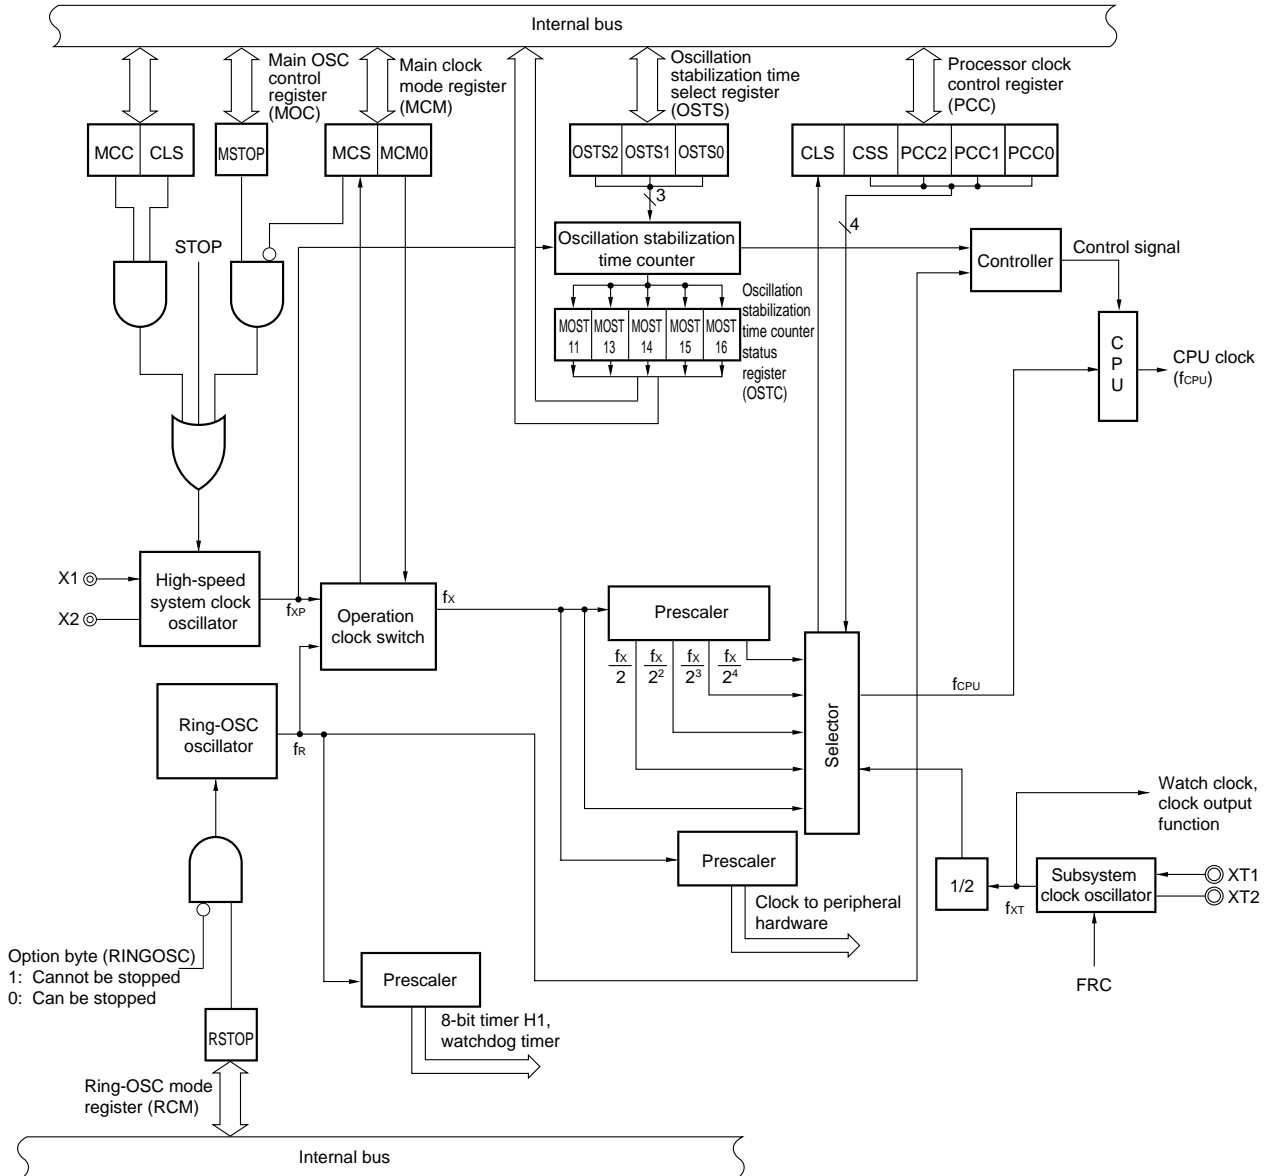 Internal bus
Main OSC
control
register
(MOC)
Main clock
mode register
(MCM)
Oscillation
stabilization time
select register
(OSTS)
Processor clock
control register
(PCC)
MCC CLS
MSTOP
MCS MCM0
OSTS2 OSTS1 OSTS0
CLS CSS PCC2 PCC1 PCC0
3
4
STOP
Oscillation stabilization
time counter
Controller
Control signal
MOST
11
MOST
13
MOST
14
MOST
15
MOST
16
Oscillation
stabilization
time counter
status
register
(OSTC)
C
P
U
CPU clock
(fCPU)
X1
X2
High-speed
system clock
oscillator
fXP
Operation
clock switch
fX
Prescaler
fX
2
fX
2²
fX
2³
fX
2⁴
Selector
fCPU
Ring-OSC
oscillator
fR
Watch clock,
clock output
function
Prescaler
Clock to peripheral
hardware
1/2
fXT
Subsystem
clock oscillator
XT1
XT2
FRC
Option byte (RINGOSC)
1: Cannot be stopped
0: Can be stopped
Prescaler
8-bit timer H1,
watchdog timer
RSTOP
Ring-OSC mode
register (RCM)
Internal bus